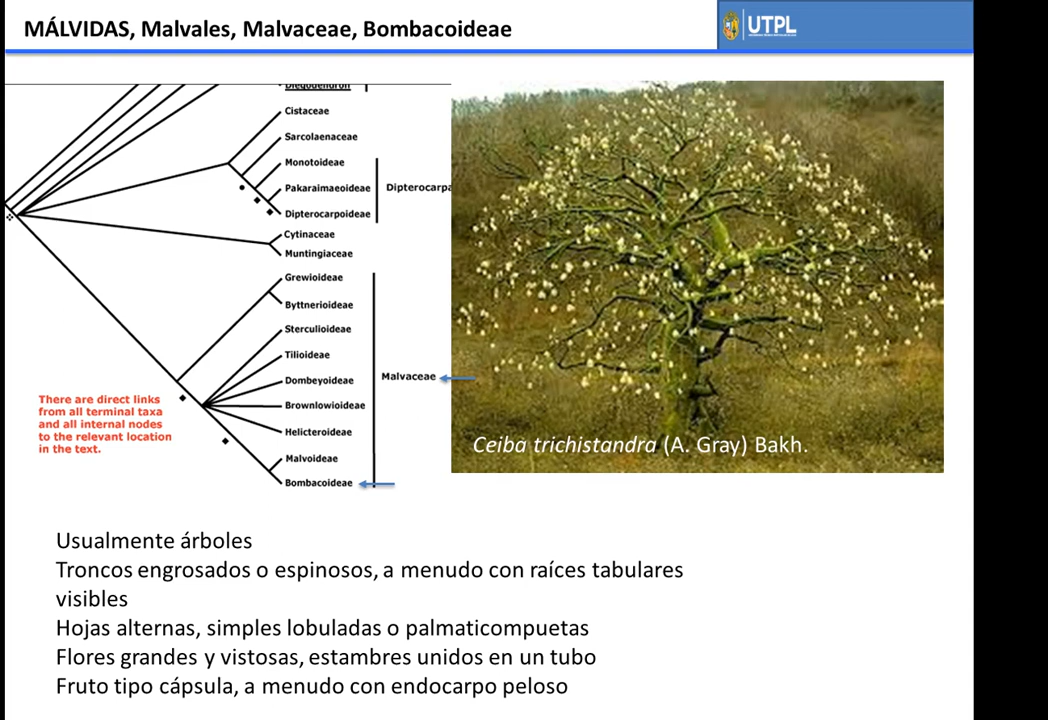 MÁLVIDAS, Malvales, Malvaceae, Bombacoideae
UTPL
Diegodendron
Cistaceae
Sarcolaenaceae
Monotoideae
Pakaraimaeoideae
Dipterocarpa
Dipterocarpoideae
Cytinaceae
Muntingiaceae
Grewioideae
Byttnerioideae
Sterculioideae
Tilioideae
Dombeyoideae
Malvaceae
Brownlowioideae
Helicteroideae
Malvoideae
Bombacoideae
There are direct links
from all terminal taxa
and all internal nodes
to the relevant location
in the text.
Ceiba trichistandra (A. Gray) Bakh.
Usualmente árboles
Troncos engrosados o espinosos, a menudo con raíces tabulares
visibles
Hojas alternas, simples lobuladas o palmaticompuetas
Flores grandes y vistosas, estambres unidos en un tubo
Fruto tipo cápsula, a menudo con endocarpo peloso